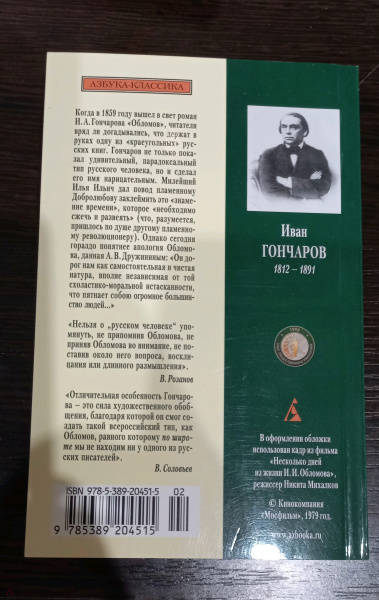 АЗБУКА-КЛАССИКА
Когда в 1859 году вышел в свет роман
И. А. Гончарова «Обломов», читатели
вряд ли догадывались, что держат в
руках одну из «краеугольных» рус-
ских книг. Гончаров не только пока-
зал удивительный, парадоксальный
тип русского человека, но и сделал
его имя нарицательным. Милейший
Илья Ильич дал повод пламенному
Добролюбову заклеймить это «знаме-
ние времени», которое «необходимо
сжечь и развеять» (что, разумеется,
пришлось по душе другому пламенно-
му революционеру). Однако сегодня
гораздо понятнее апология Обломо-
ва, данная А. В. Дружининым: «Он до-
рог нам как самостоятельная и чистая
натура, вполне независимая от той
схоластико-моральной истасканности,
что пятнает собою огромное большин-
ство людей...»
«Нельзя о „русском человеке“ упо-
мянуть, не припомнив Обломова, не
приняв Обломова во внимание, не по-
ставив около него вопроса, воскли-
цания или длинного размышления».
В. Розанов
«Отличительная особенность Гончаро-
ва – это сила художественного обоб-
щения, благодаря которой он смог со-
здать такой всероссийский тип, как
Обломов, равного которому по широ-
те мы не находим ни у одного из рус-
ских писателей».
В. Соловьев
ISBN 978-5-389-20451-5
02
9 785389 204515
Иван
ГОНЧАРОВ
1812 – 1891
В оформлении обложки
использован кадр из фильма
«Несколько дней
из жизни И. И. Обломова»,
режиссер Никита Михалков
© Кинокомпания
«Мосфильм», 1979 год.
www.azbooka.ru